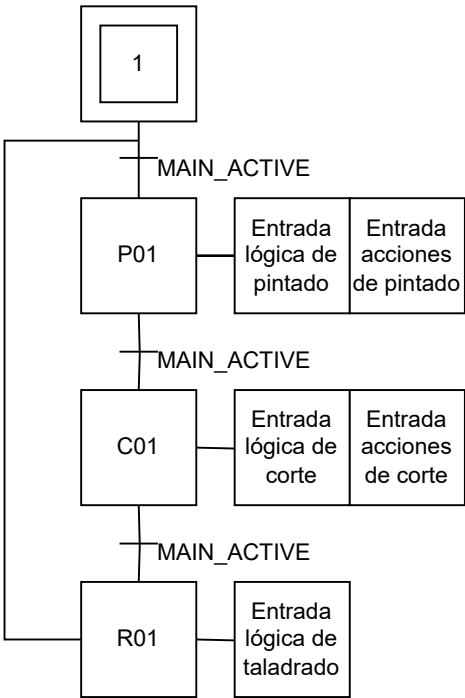 1
MAIN_ACTIVE
P01
Entrada
lógica de
pintado
Entrada
acciones
de pintado
MAIN_ACTIVE
C01
Entrada
lógica de
corte
Entrada
acciones
de corte
MAIN_ACTIVE
R01
Entrada
lógica de
taladrado